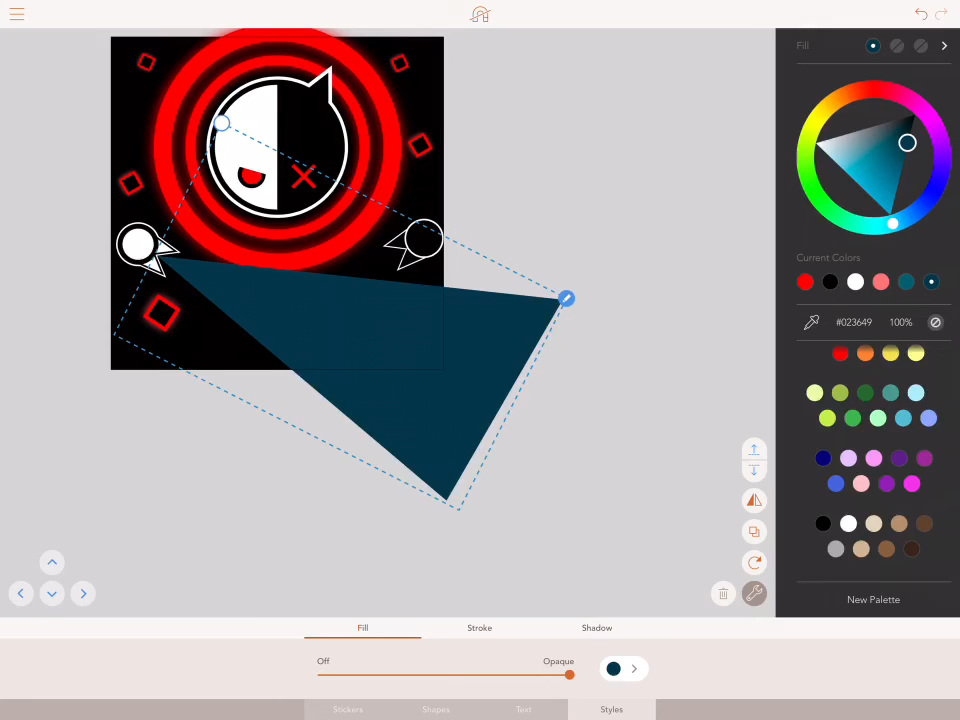 Fill
Current Colors
#023649 100%
New Palette
Fill Stroke Shadow
Off Opaque
Stickers Shapes Text Styles